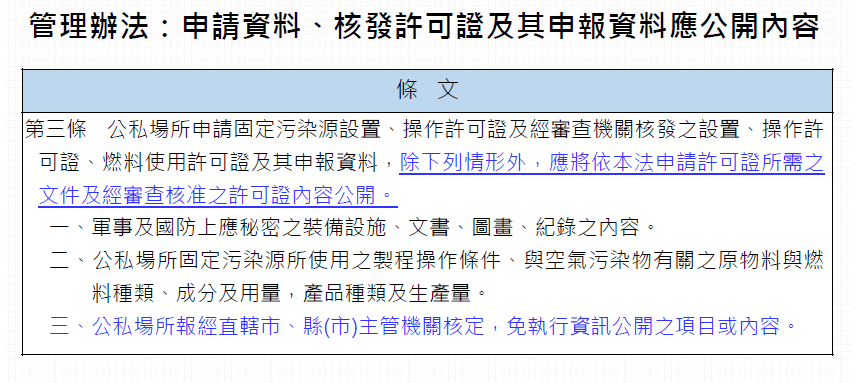 管理辦法：申請資料、核發許可證及其申報資料應公開內容
條　文
第三條　公私場所申請固定污染源設置、操作許可證及經審查機關核發之設置、操作許
可證、燃料使用許可證及其申報資料，除下列情形外，應將依本法申請許可證所需之
文件及經審查核准之許可證內容公開。
一、軍事及國防上應秘密之裝備設施、文書、圖畫、紀錄之內容。
二、公私場所固定污染源所使用之製程操作條件、與空氣污染物有關之原物料與燃
料種類、成分及用量，產品種類及生產量。
三、公私場所報經直轄市、縣(市)主管機關核定，免執行資訊公開之項目或內容。